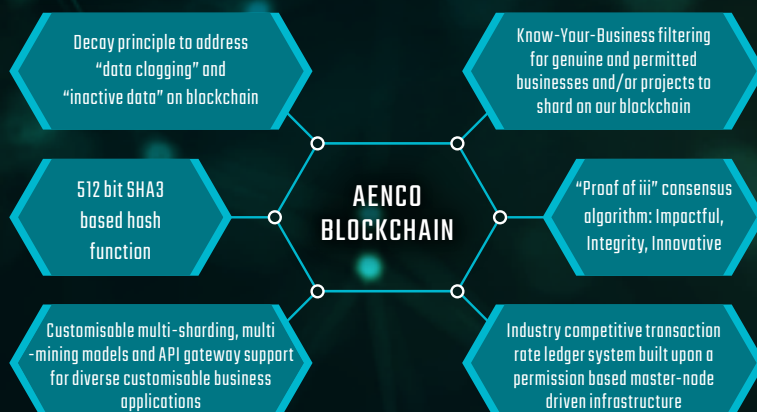 Decay principle to address
“data clogging” and
“inactive data” on blockchain
Know-Your-Business filtering
for genuine and permitted
businesses and/or projects to
shard on our blockchain
512 bit SHA3
based hash
function
AENCO
BLOCKCHAIN
“Proof of iii” consensus
algorithm: Impactful,
Integrity, Innovative
Customisable multi-sharding, multi
-mining models and API gateway support
for diverse customisable business
applications
Industry competitive transaction
rate ledger system built upon a
permission based master-node
driven infrastructure